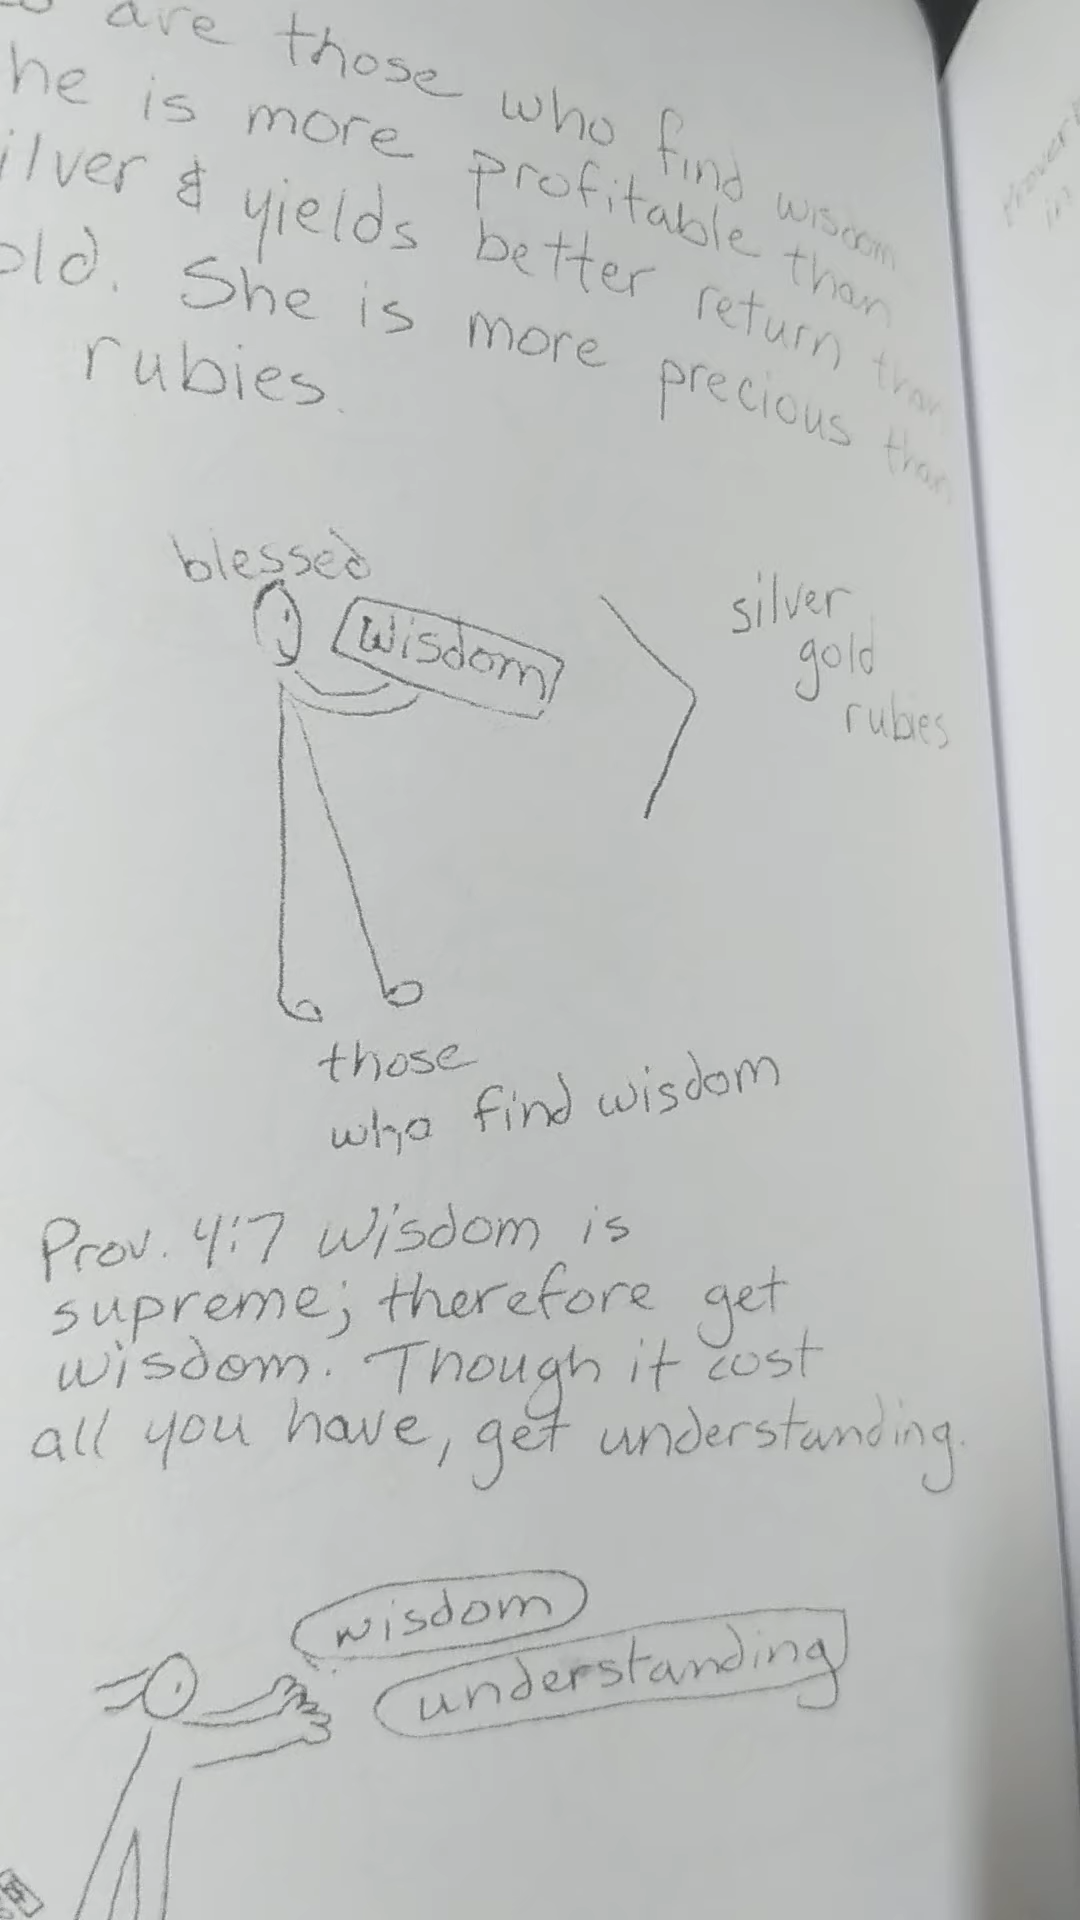 are those who find wisdom
he is more profitable than
ilver & yields better return than
old. She is more precious than
rubies.
blessed
Wisdom
silver
gold
rubies
those
who find wisdom
Prov. 4:7 Wisdom is
supreme; therefore get
wisdom. Though it cost
all you have, get understanding.
wisdom
understanding